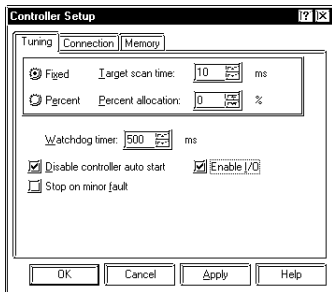 Controller Setup
Tuning Connection Memory
Fixed Target scan time: 10 ms
Percent Percent allocation: 0 %
Watchdog timer: 500 ms
Disable controller auto start Enable I/O
Stop on minor fault
OK Cancel Apply Help